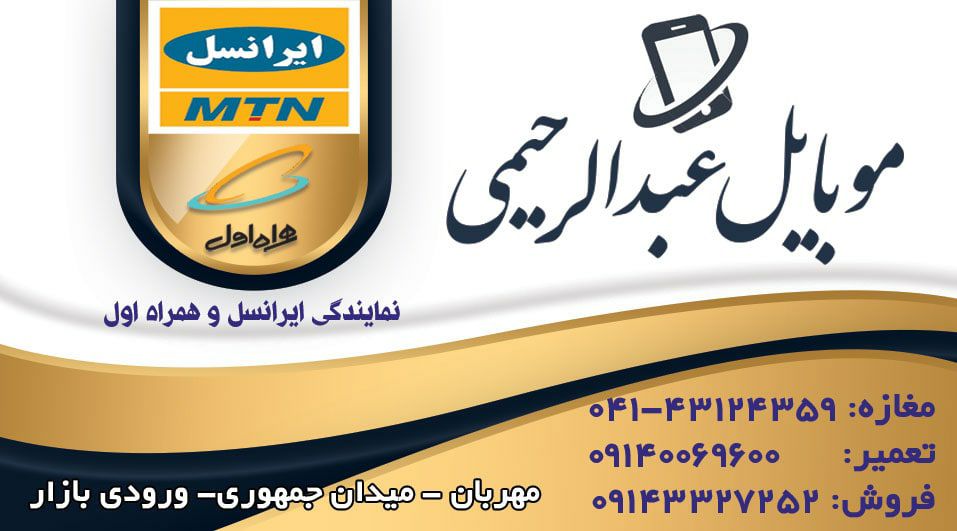 ایرانسل
MTN
همراه اول
موبایل عبدالرحیمی
نمایندگی ایرانسل و همراه اول
مغازه: ۰۴۱-۴۳۱۲۴۳۵۹
تعمیر: ۰۹۱۴۰۰۶۹۶۰۰
فروش: ۰۹۱۴۳۳۲۷۲۵۲
مهربان - میدان جمهوری- ورودی بازار